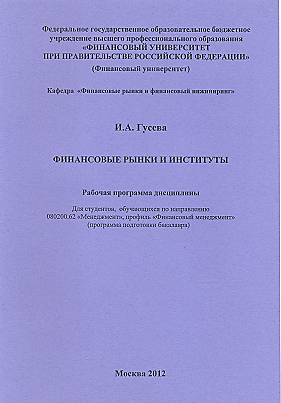 Федеральное государственное образовательное бюджетное
учреждение высшего профессионального образования
«ФИНАНСОВЫЙ УНИВЕРСИТЕТ
ПРИ ПРАВИТЕЛЬСТВЕ РОССИЙСКОЙ ФЕДЕРАЦИИ»
(Финансовый университет)
Кафедра «Финансовые рынки и финансовый инжиниринг»
И.А. Гусева
ФИНАНСОВЫЕ РЫНКИ И ИНСТИТУТЫ
Рабочая программа дисциплины
Для студентов, обучающихся по направлению
080200.62 «Менеджмент», профиль «Финансовый менеджмент»
(программа подготовки бакалавра)
Москва 2012